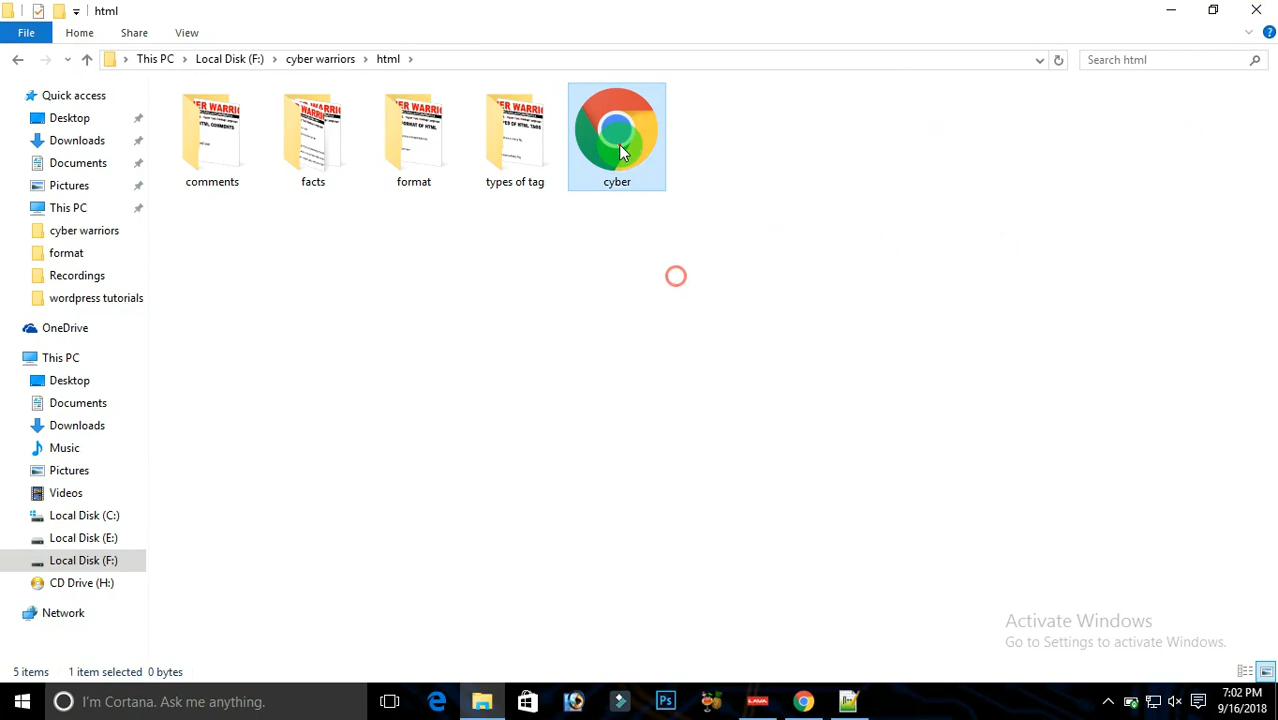 html
File
Home
Share
View
This PC
Local Disk (F:)
cyber warriors
html
Search html
Quick access
Desktop
Downloads
Documents
Pictures
This PC
cyber warriors
format
Recordings
wordpress tutorials
OneDrive
This PC
Desktop
Documents
Downloads
Music
Pictures
Videos
Local Disk (C:)
Local Disk (E:)
Local Disk (F:)
CD Drive (H:)
Network
comments
facts
format
types of tag
cyber
Activate Windows
Go to Settings to activate Windows.
5 items
1 item selected 0 bytes
I'm Cortana. Ask me anything.
Ps
LAVA
7:02 PM
9/16/2018